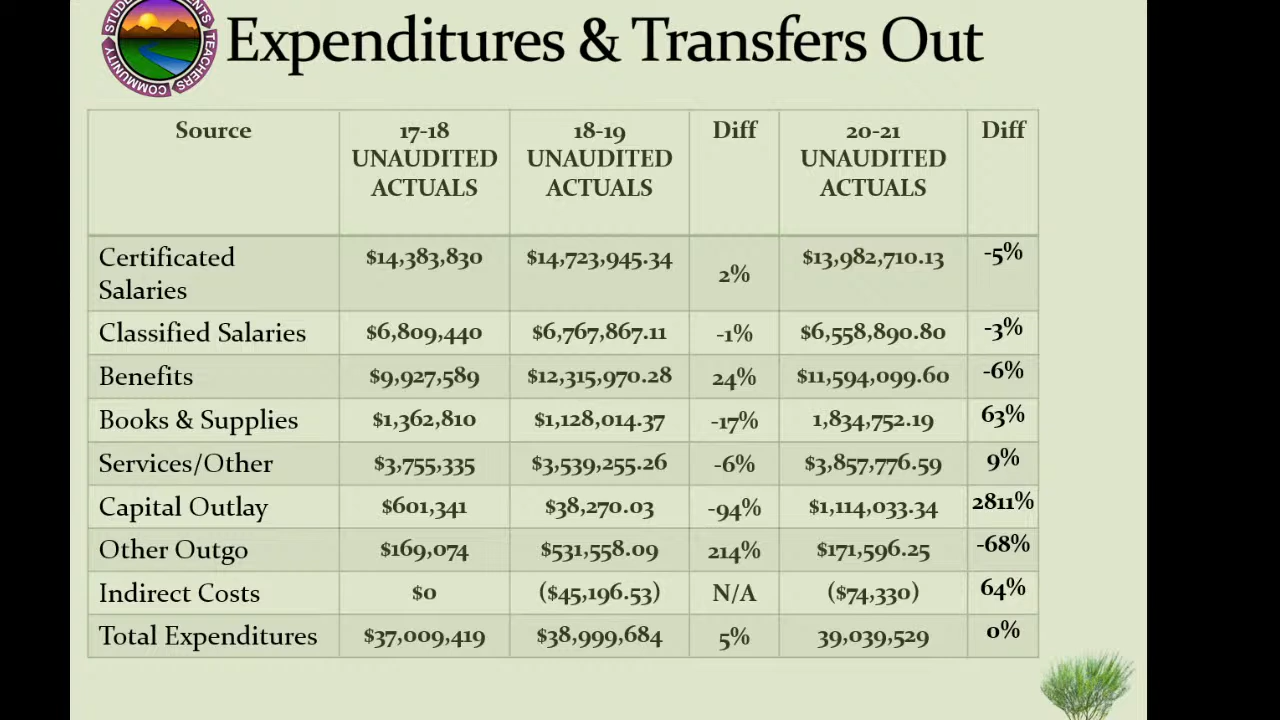 STUDENTS TEACHERS COMMUNITY
Expenditures & Transfers Out
Source 17-18 UNAUDITED ACTUALS 18-19 UNAUDITED ACTUALS Diff 20-21 UNAUDITED ACTUALS Diff
Certificated Salaries $14,383,830 $14,723,945.34 2% $13,982,710.13 -5%
Classified Salaries $6,809,440 $6,767,867.11 -1% $6,558,890.80 -3%
Benefits $9,927,589 $12,315,970.28 24% $11,594,099.60 -6%
Books & Supplies $1,362,810 $1,128,014.37 -17% 1,834,752.19 63%
Services/Other $3,755,335 $3,539,255.26 -6% $3,857,776.59 9%
Capital Outlay $601,341 $38,270.03 -94% $1,114,033.34 2811%
Other Outgo $169,074 $531,558.09 214% $171,596.25 -68%
Indirect Costs $0 ($45,196.53) N/A ($74,330) 64%
Total Expenditures $37,009,419 $38,999,684 5% 39,039,529 0%